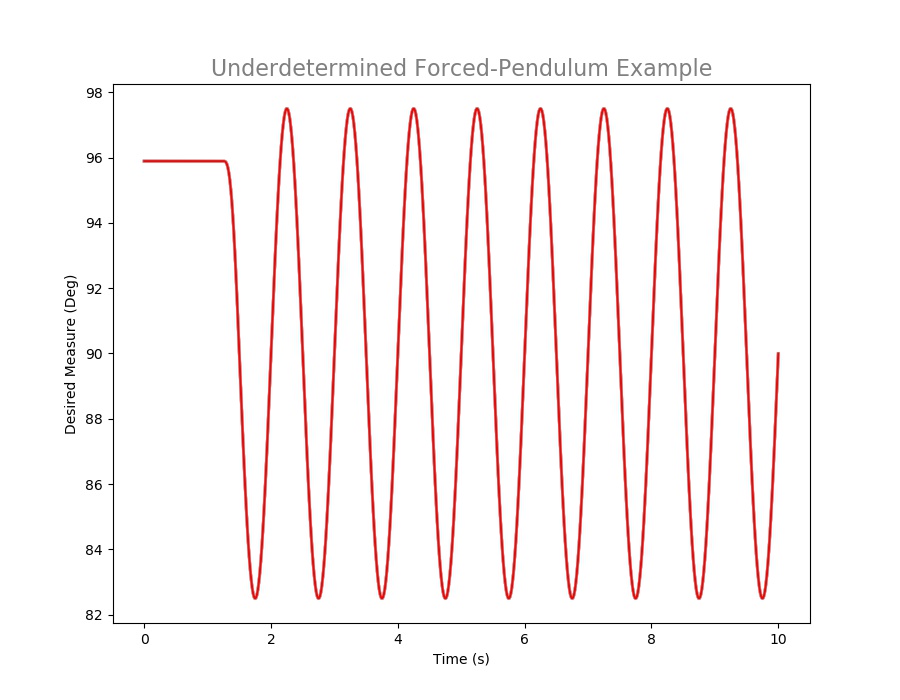 Underdetermined Forced-Pendulum Example
98
96
94
92
90
88
86
84
82
Desired Measure (Deg)
0 2 4 6 8 10
Time (s)